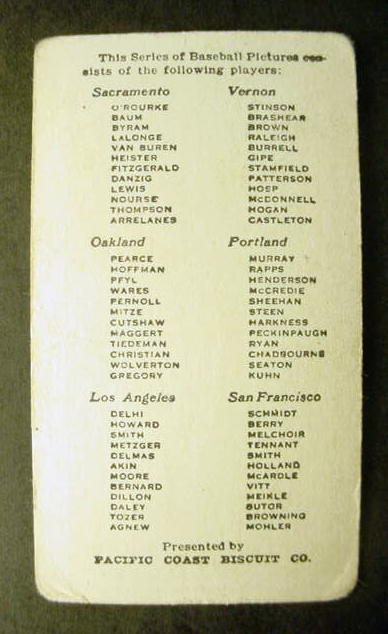 This Series of Baseball Pictures con-
sists of the following players:
Sacramento
O'ROURKE
BAUM
BYRAM
LALONGE
VAN BUREN
HEISTER
FITZGERALD
DANZIG
LEWIS
NOURSE
THOMPSON
ARRELANES
Vernon
STINSON
BRASHEAR
BROWN
RALEIGH
BURRELL
GIPE
STAMFIELD
PATTERSON
HOSP
McDONNELL
HOGAN
CASTLETON
Oakland
PEARCE
HOFFMAN
PFYL
WARES
PERNOLL
MITZE
CUTSHAW
MAGGERT
TIEDEMAN
CHRISTIAN
WOLVERTON
GREGORY
Portland
MURRAY
RAPPS
HENDERSON
McCREDIE
SHEEHAN
STEEN
HARKNESS
PECKINPAUGH
RYAN
CHADBOURNE
SEATON
KUHN
Los Angeles
DELHI
HOWARD
SMITH
METZGER
DELMAS
AKIN
MOORE
BERNARD
DILLON
DALEY
TOZER
AGNEW
San Francisco
SCHMIDT
BERRY
MELCHOIR
TENNANT
SMITH
HOLLAND
McARDLE
VITT
MEIKLE
SUTOR
BROWNING
MOHLER
Presented by
PACIFIC COAST BISCUIT CO.